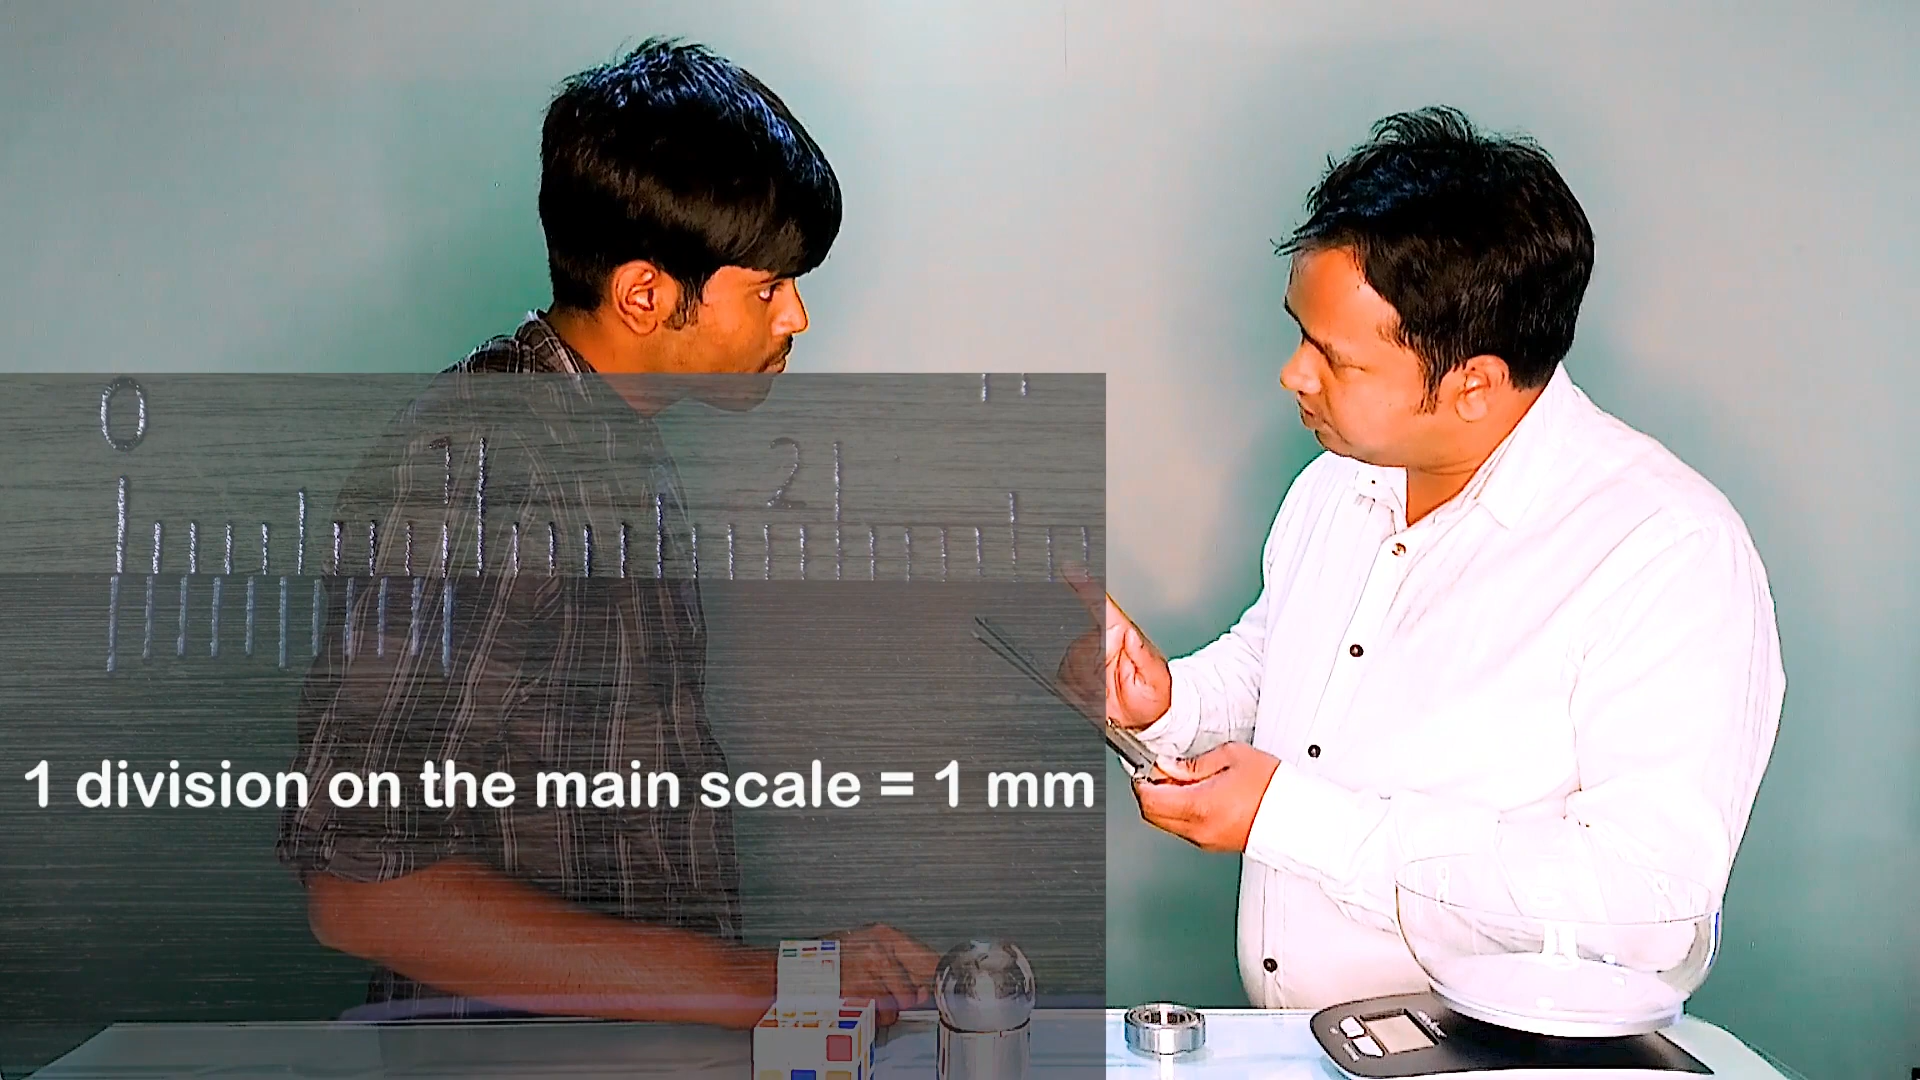 0
1 2
1 division on the main scale = 1 mm